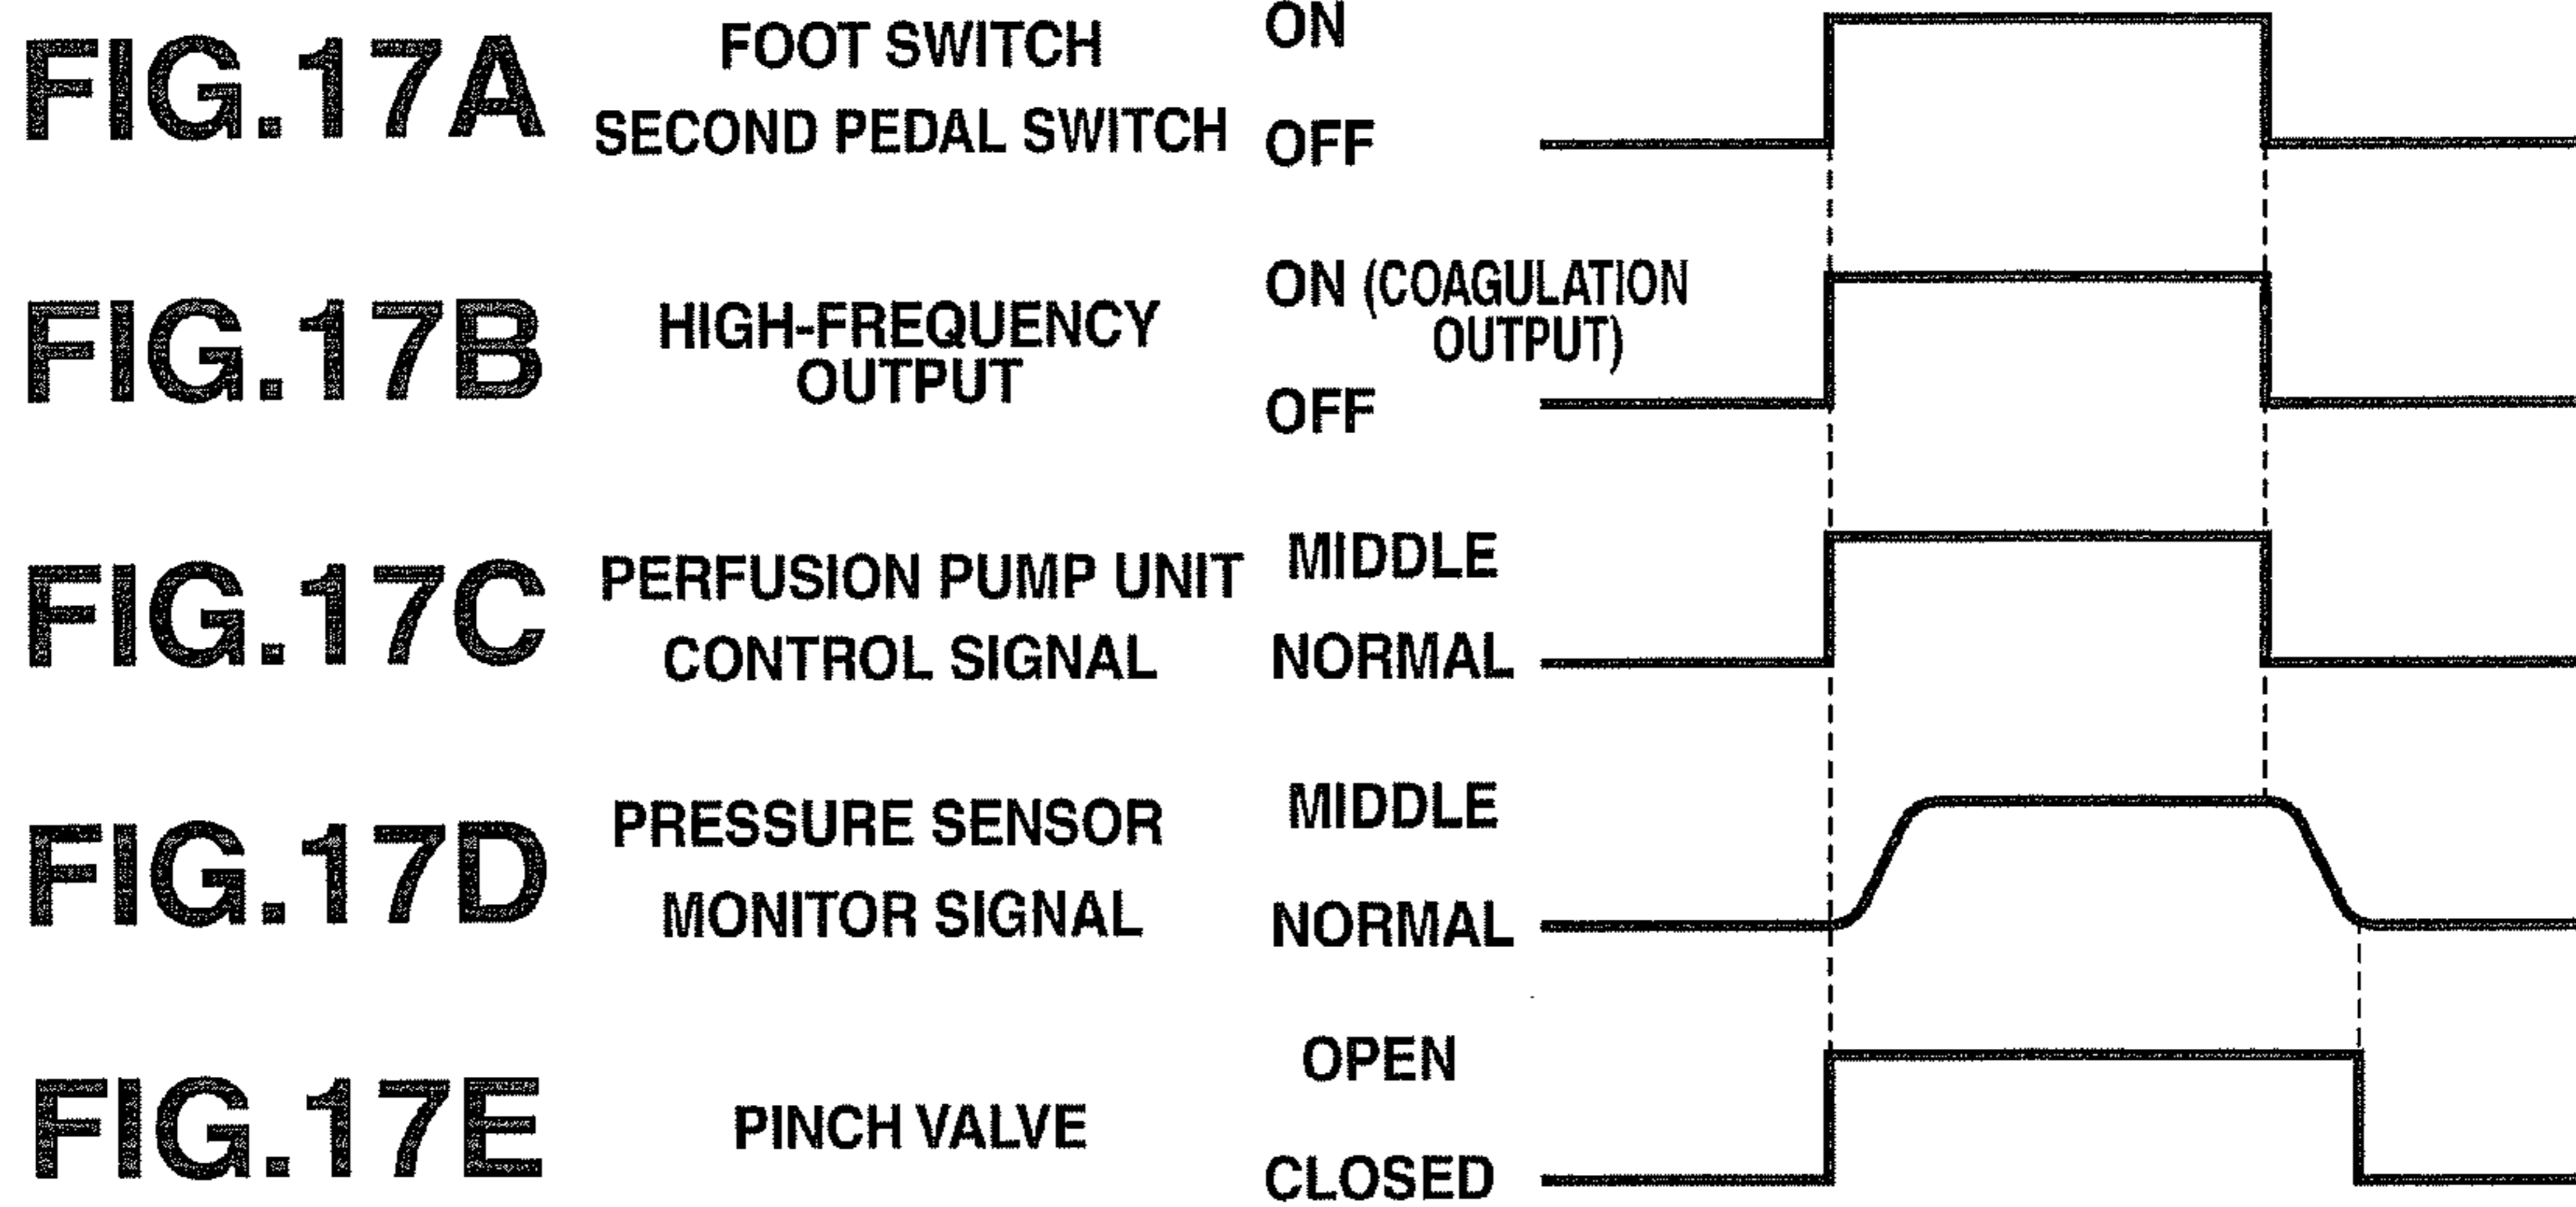 FIG.17A
FOOT SWITCH
SECOND PEDAL SWITCH
ON
OFF
FIG.17B
HIGH-FREQUENCY
OUTPUT
ON (COAGULATION
OUTPUT)
OFF
FIG.17C
PERFUSION PUMP UNIT
CONTROL SIGNAL
MIDDLE
NORMAL
FIG.17D
PRESSURE SENSOR
MONITOR SIGNAL
MIDDLE
NORMAL
FIG.17E
PINCH VALVE
OPEN
CLOSED